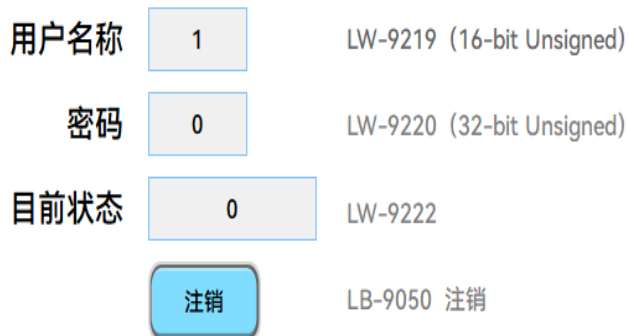 用户名称 1 LW-9219 (16-bit Unsigned)
密码 0 LW-9220 (32-bit Unsigned)
目前状态 0 LW-9222
注销 LB-9050 注销